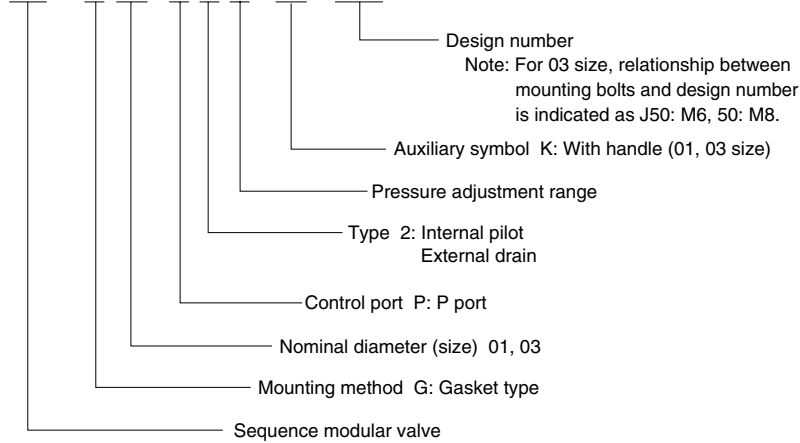 Design number
Note: For 03 size, relationship between
mounting bolts and design number
is indicated as J50: M6, 50: M8.
Auxiliary symbol K: With handle (01, 03 size)
Pressure adjustment range
Type 2: Internal pilot
External drain
Control port P: P port
Nominal diameter (size) 01, 03
Mounting method G: Gasket type
Sequence modular valve